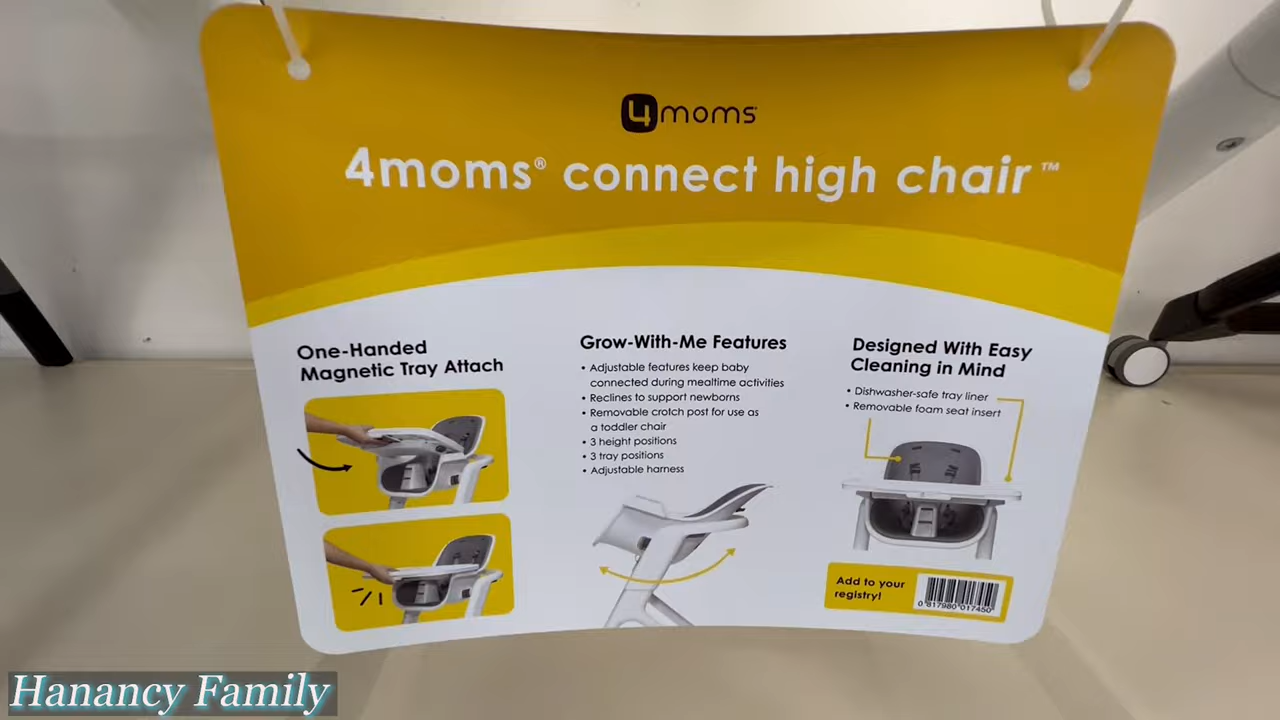 4moms
4moms® connect high chair™
One-Handed
Magnetic Tray Attach
Grow-With-Me Features
• Adjustable features keep baby
connected during mealtime activities
• Reclines to support newborns
• Removable crotch post for use as
a toddler chair
• 3 height positions
• 3 tray positions
• Adjustable harness
Designed With Easy
Cleaning in Mind
• Dishwasher-safe tray liner
• Removable foam seat insert
Add to your
registry!
0 817980 017450
Hanancy Family